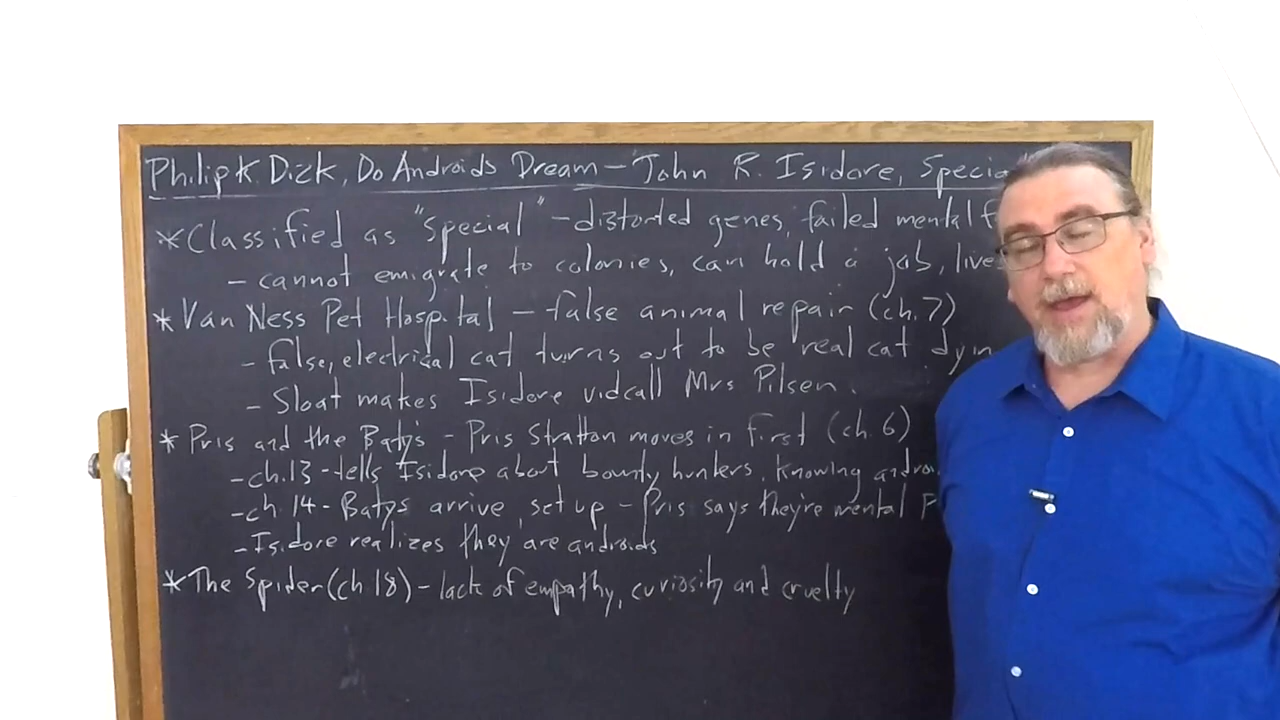 Philip K. Dick, Do Androids Dream - John R. Isidore, Specia
* Classified as "Special" - distorted genes, failed mental f
- cannot emigrate to colonies, can hold a job, lives
* Van Ness Pet Hospital - false animal repair (ch. 7)
- false, electrical cat turns out to be real cat dyin
- Sloat makes Isidore vidcall Mrs Pilsen.
* Pris and the Batys - Pris Stratton moves in first (ch. 6)
- ch. 13 - tells Isidore about bounty hunters, knowing androi
- ch. 14 - Batys arrive, set up - Pris says they're mental P
- Isidore realizes they are androids
* The Spider (ch 18) - lack of empathy, curiosity and cruelty